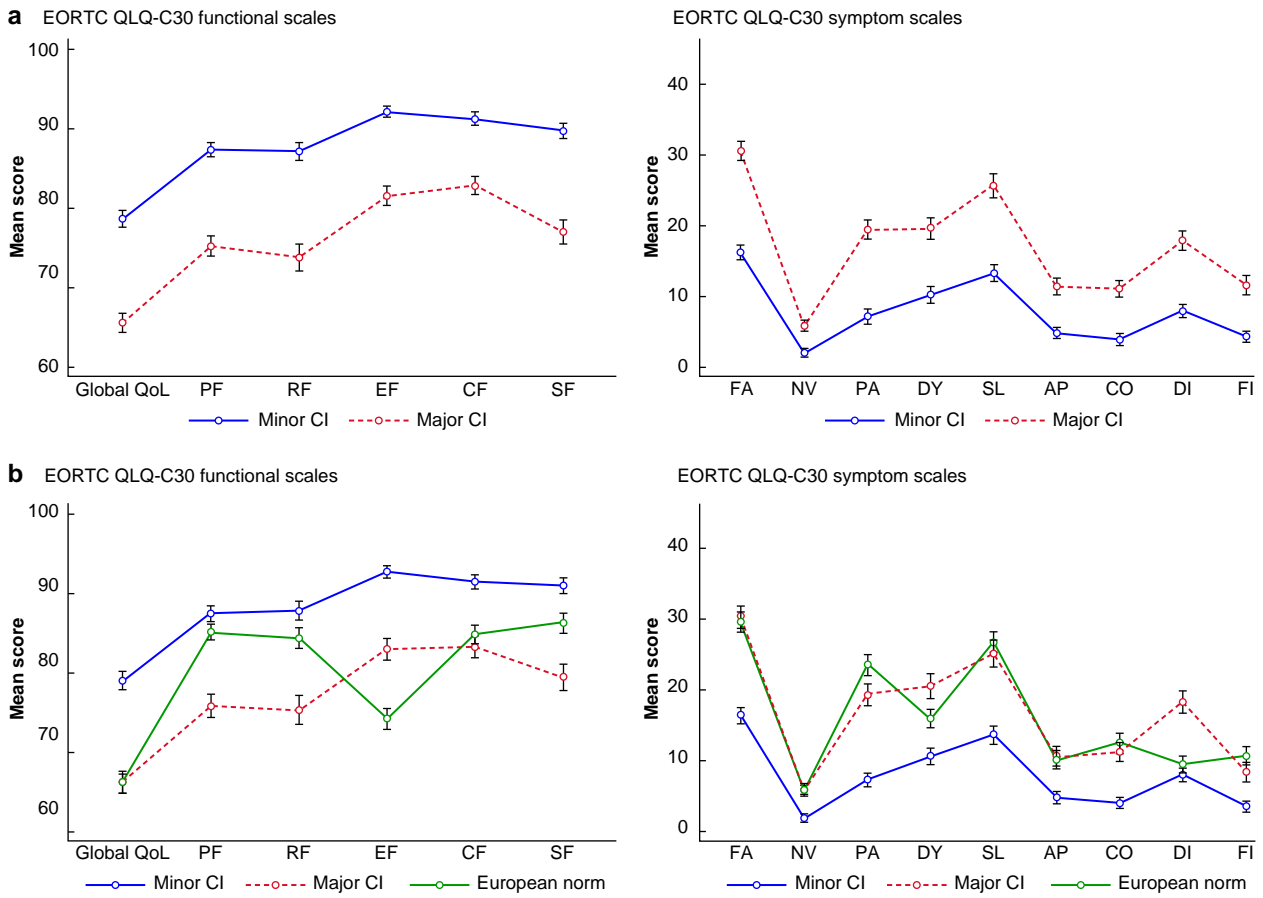 a EORTC QLQ-C30 functional scales
100
90
80
70
60
Mean score
Global QoL PF RF EF CF SF
Minor CI Major CI
EORTC QLQ-C30 symptom scales
40
30
20
10
0
Mean score
FA NV PA DY SL AP CO DI FI
Minor CI Major CI
b EORTC QLQ-C30 functional scales
100
90
80
70
60
Mean score
Global QoL PF RF EF CF SF
Minor CI Major CI European norm
EORTC QLQ-C30 symptom scales
40
30
20
10
0
Mean score
FA NV PA DY SL AP CO DI FI
Minor CI Major CI European norm